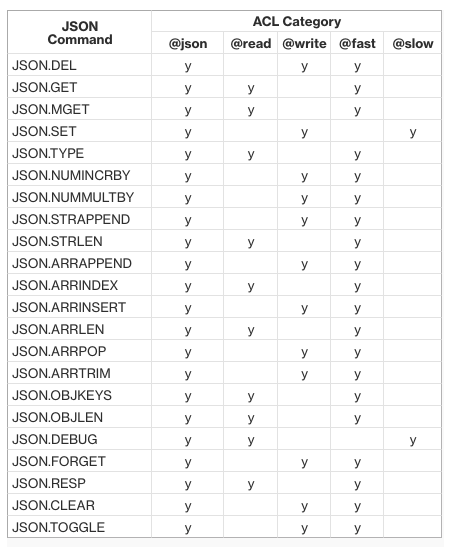 JSON Command ACL Category
@json @read @write @fast @slow
JSON.DEL y y y
JSON.GET y y y
JSON.MGET y y y
JSON.SET y y y
JSON.TYPE y y y
JSON.NUMINCRBY y y y
JSON.NUMMULTBY y y y
JSON.STRAPPEND y y y
JSON.STRLEN y y y
JSON.ARRAPPEND y y y
JSON.ARRINDEX y y y
JSON.ARRINSERT y y y
JSON.ARRLEN y y y
JSON.ARRPOP y y y
JSON.ARRTRIM y y y
JSON.OBJKEYS y y y
JSON.OBJLEN y y y
JSON.DEBUG y y y
JSON.FORGET y y y
JSON.RESP y y y
JSON.CLEAR y y y
JSON.TOGGLE y y y